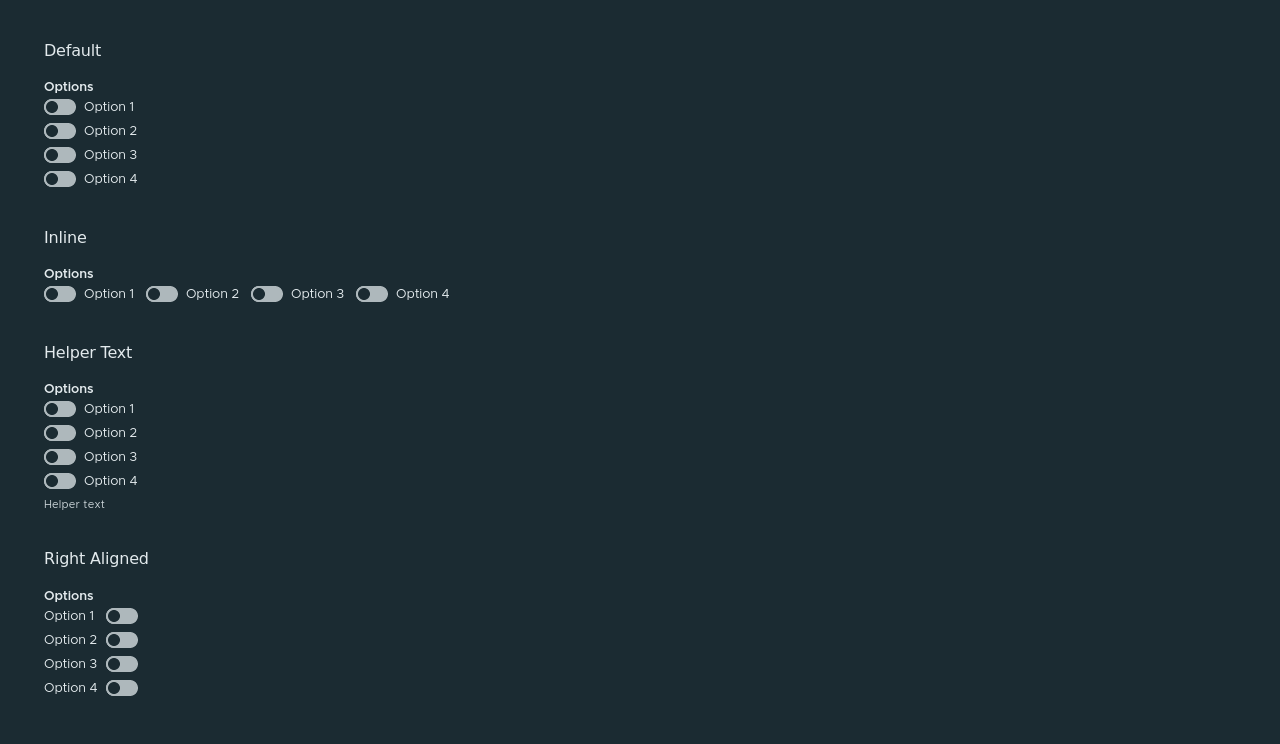 Default
Options
Option 1
Option 2
Option 3
Option 4
Inline
Options
Option 1 Option 2 Option 3 Option 4
Helper Text
Options
Option 1
Option 2
Option 3
Option 4
Helper text
Right Aligned
Options
Option 1
Option 2
Option 3
Option 4